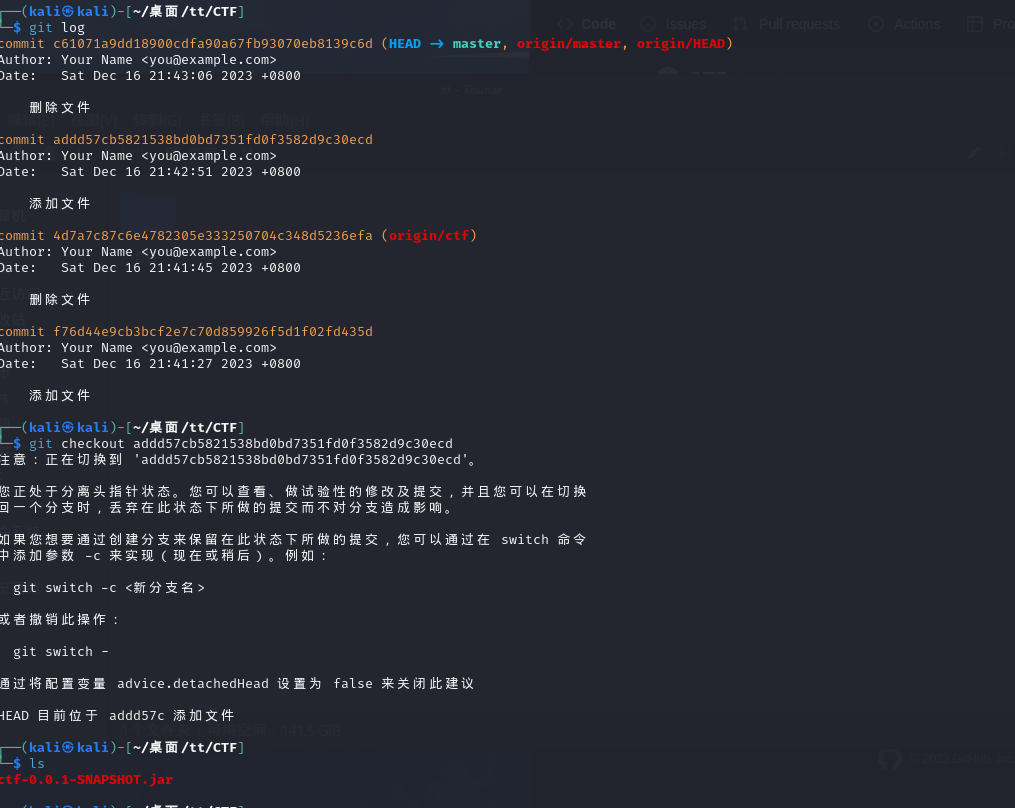 ┌──(kali㉿kali)-[~/桌面/tt/CTF]
└─$ git log
commit c61071a9dd18900cdfa90a67fb93070eb8139c6d (HEAD → master, origin/master, origin/HEAD)
Author: Your Name <you@example.com>
Date:   Sat Dec 16 21:43:06 2023 +0800
删除文件
commit addd57cb5821538bd0bd7351fd0f3582d9c30ecd
Author: Your Name <you@example.com>
Date:   Sat Dec 16 21:42:51 2023 +0800
添加文件
commit 4d7a7c87c6e4782305e333250704c348d5236efa (origin/ctf)
Author: Your Name <you@example.com>
Date:   Sat Dec 16 21:41:45 2023 +0800
删除文件
commit f76d44e9cb3bcf2e7c70d859926f5d1f02fd435d
Author: Your Name <you@example.com>
Date:   Sat Dec 16 21:41:27 2023 +0800
添加文件
┌──(kali㉿kali)-[~/桌面/tt/CTF]
└─$ git checkout addd57cb5821538bd0bd7351fd0f3582d9c30ecd
注意：正在切换到 'addd57cb5821538bd0bd7351fd0f3582d9c30ecd'。
您正处于分离头指针状态。您可以查看、做试验性的修改及提交，并且您可以在切换
回一个分支时，丢弃在此状态下所做的提交而不对分支造成影响。
如果您想要通过创建分支来保留在此状态下所做的提交，您可以通过在 switch 命令
中添加参数 -c 来实现（现在或稍后）。例如：
git switch -c <新分支名>
或者撤销此操作：
git switch -
通过将配置变量 advice.detachedHead 设置为 false 来关闭此建议
HEAD 目前位于 addd57c 添加文件
┌──(kali㉿kali)-[~/桌面/tt/CTF]
└─$ ls
ctf-0.0.1-SNAPSHOT.jar
Code Issues Pull requests Actions